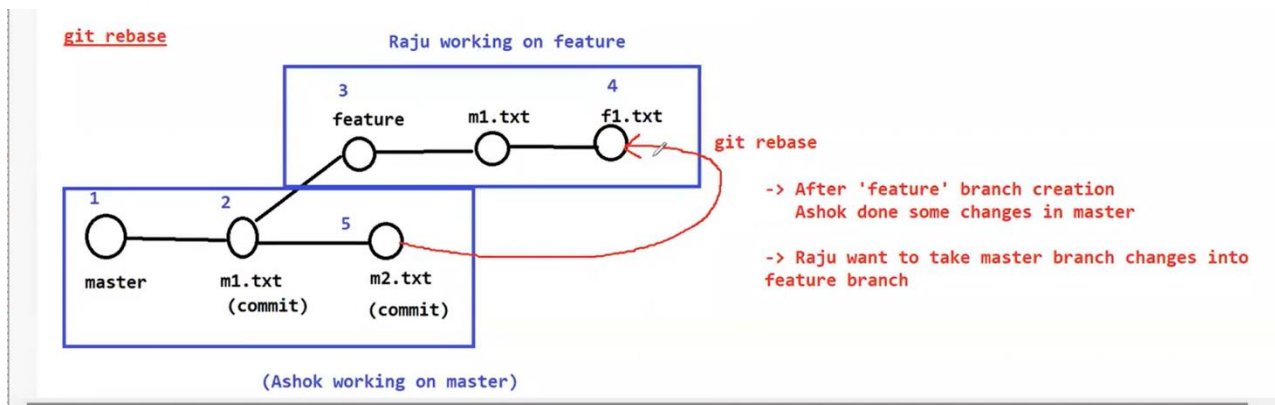 git rebase
Raju working on feature
3
4
feature
m1.txt
f1.txt
git rebase
-> After 'feature' branch creation
Ashok done some changes in master
-> Raju want to take master branch changes into
feature branch
1
2
5
master
m1.txt
(commit)
m2.txt
(commit)
(Ashok working on master)